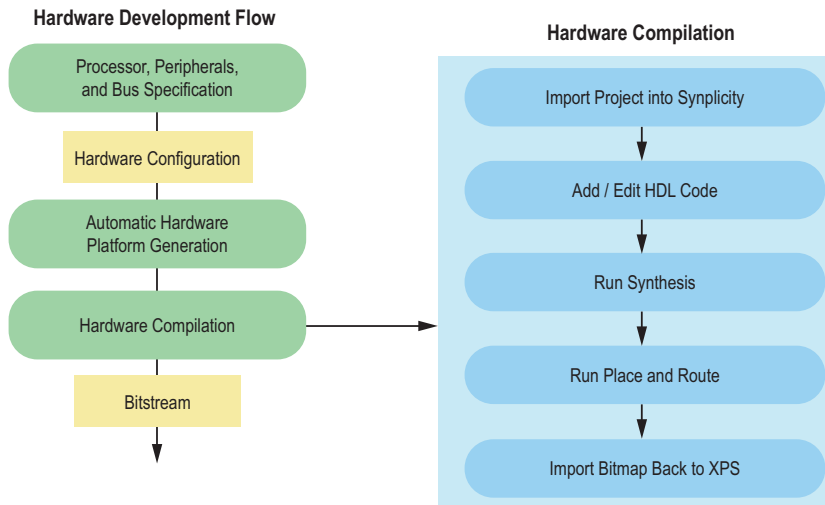 Hardware Development Flow
Processor, Peripherals,
and Bus Specification
Hardware Configuration
Automatic Hardware
Platform Generation
Hardware Compilation
Bitstream
Hardware Compilation
Import Project into Synplicity
Add / Edit HDL Code
Run Synthesis
Run Place and Route
Import Bitmap Back to XPS